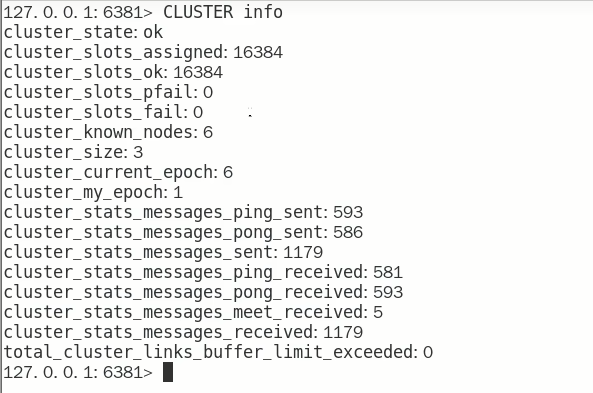 127. 0. 0. 1: 6381> CLUSTER info
cluster_state: ok
cluster_slots_assigned: 16384
cluster_slots_ok: 16384
cluster_slots_pfail: 0
cluster_slots_fail: 0
cluster_known_nodes: 6
cluster_size: 3
cluster_current_epoch: 6
cluster_my_epoch: 1
cluster_stats_messages_ping_sent: 593
cluster_stats_messages_pong_sent: 586
cluster_stats_messages_sent: 1179
cluster_stats_messages_ping_received: 581
cluster_stats_messages_pong_received: 593
cluster_stats_messages_meet_received: 5
cluster_stats_messages_received: 1179
total_cluster_links_buffer_limit_exceeded: 0
127. 0. 0. 1: 6381>